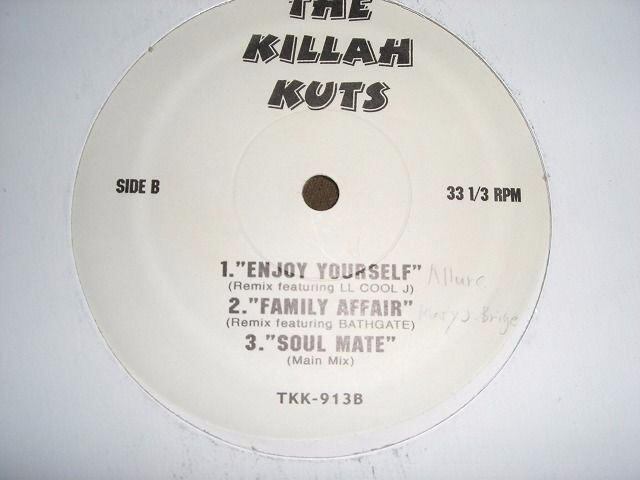 THE
KILLAH
KUTS
SIDE B
33 1/3 RPM
1."ENJOY YOURSELF" Allure
(Remix featuring LL COOL J)
2."FAMILY AFFAIR" Mary J. Brige
(Remix featuring BATHGATE)
3."SOUL MATE"
(Main Mix)
TKK-913B